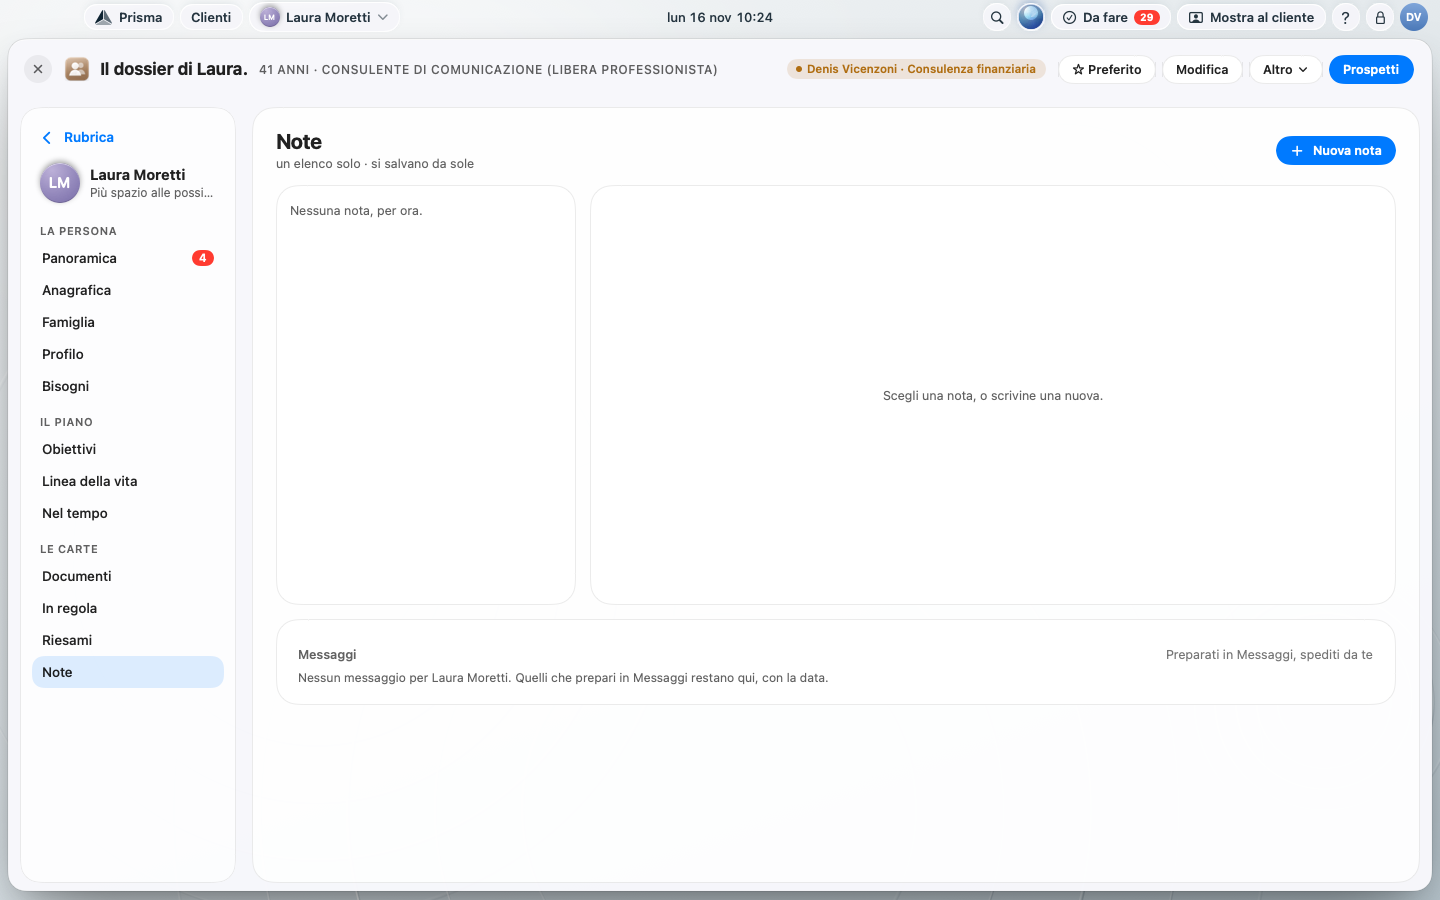 Prisma
Clienti
LM Laura Moretti
lun 16 nov 10:24
Da fare 29
Mostra al cliente
?
DV
Il dossier di Laura.
41 ANNI · CONSULENTE DI COMUNICAZIONE (LIBERA PROFESSIONISTA)
Denis Vicenzoni · Consulenza finanziaria
Preferito
Modifica
Altro
Prospetti
Rubrica
LM
Laura Moretti
Più spazio alle possi...
LA PERSONA
Panoramica 4
Anagrafica
Famiglia
Profilo
Bisogni
IL PIANO
Obiettivi
Linea della vita
Nel tempo
LE CARTE
Documenti
In regola
Riesami
Note
Note
un elenco solo · si salvano da sole
+ Nuova nota
Nessuna nota, per ora.
Scegli una nota, o scrivine una nuova.
Messaggi
Preparati in Messaggi, spediti da te
Nessun messaggio per Laura Moretti. Quelli che prepari in Messaggi restano qui, con la data.